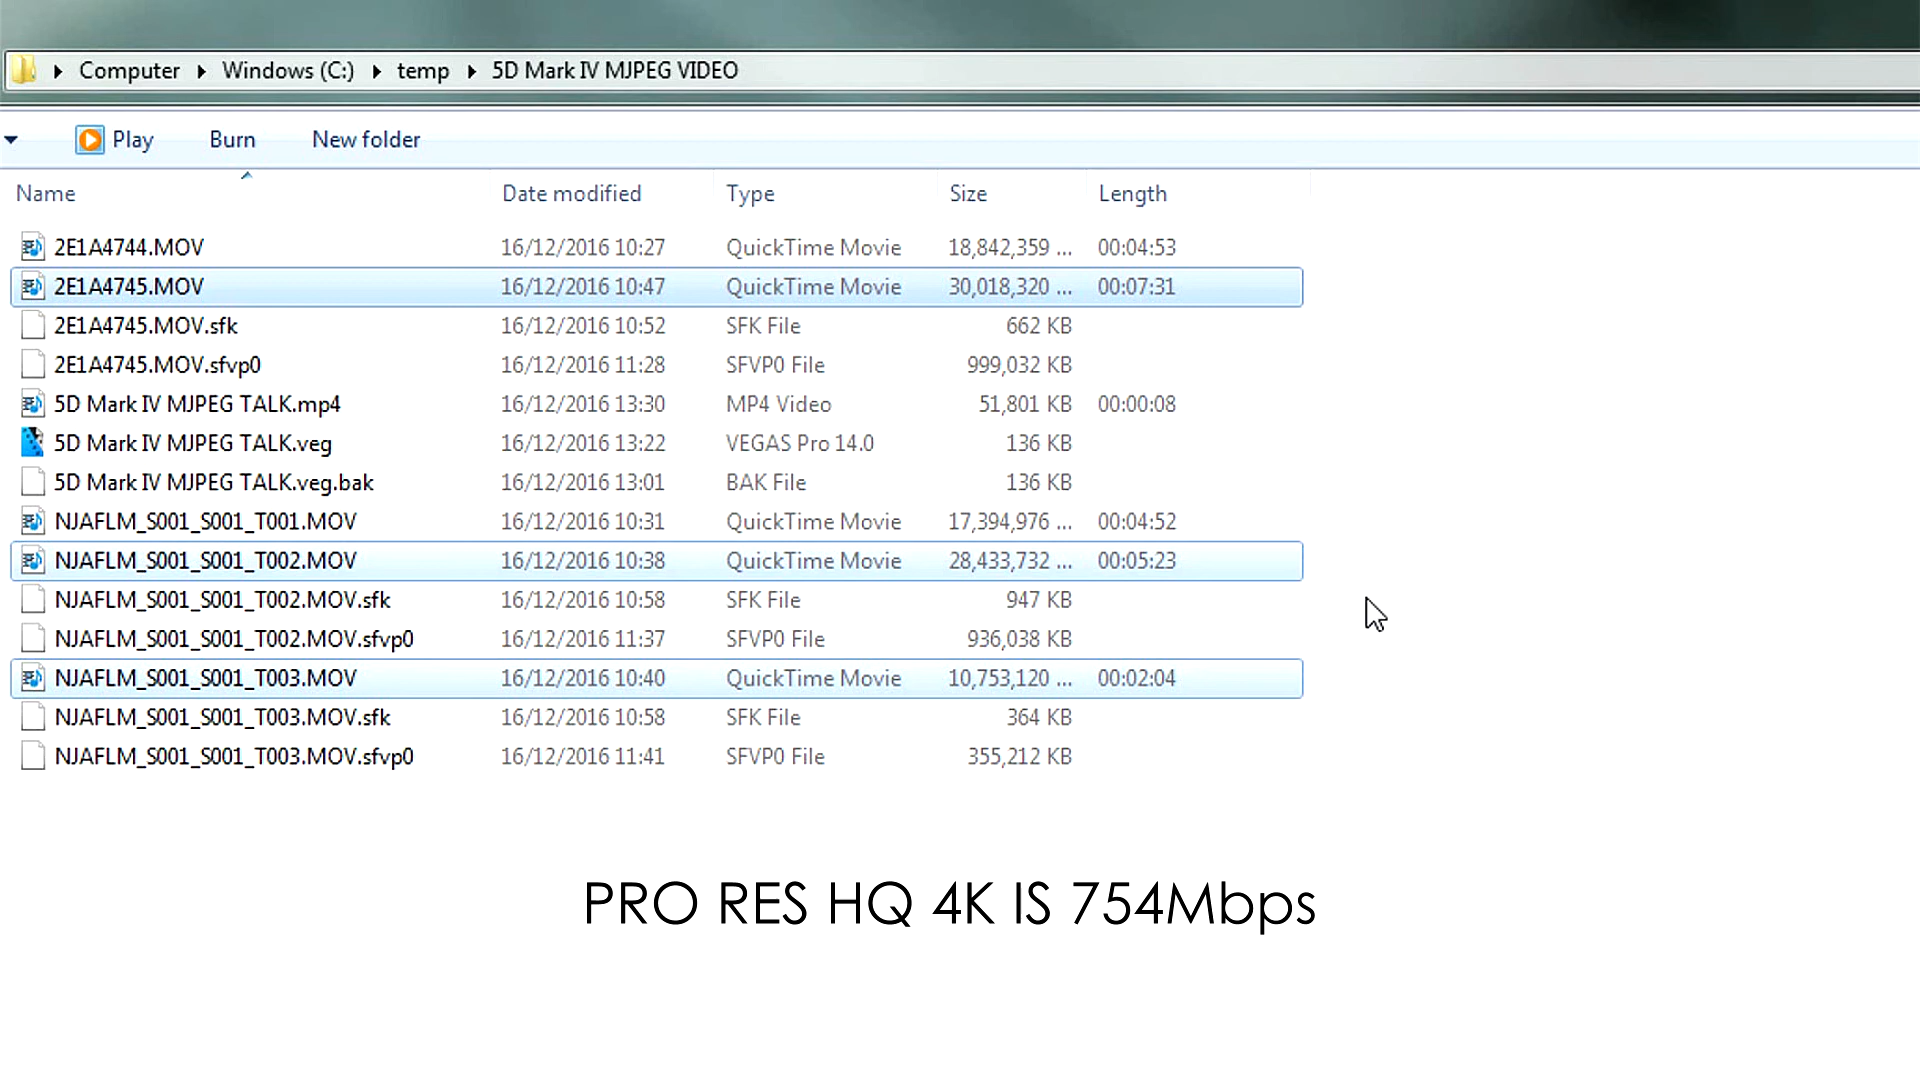 Computer Windows (C:) temp 5D Mark IV MJPEG VIDEO
Play Burn New folder
Name Date modified Type Size Length
2E1A4744.MOV 16/12/2016 10:27 QuickTime Movie 18,842,359 ... 00:04:53
2E1A4745.MOV 16/12/2016 10:47 QuickTime Movie 30,018,320 ... 00:07:31
2E1A4745.MOV.sfk 16/12/2016 10:52 SFK File 662 KB
2E1A4745.MOV.sfvp0 16/12/2016 11:28 SFVP0 File 999,032 KB
5D Mark IV MJPEG TALK.mp4 16/12/2016 13:30 MP4 Video 51,801 KB 00:00:08
5D Mark IV MJPEG TALK.veg 16/12/2016 13:22 VEGAS Pro 14.0 136 KB
5D Mark IV MJPEG TALK.veg.bak 16/12/2016 13:01 BAK File 136 KB
NJAFLM_S001_S001_T001.MOV 16/12/2016 10:31 QuickTime Movie 17,394,976 ... 00:04:52
NJAFLM_S001_S001_T002.MOV 16/12/2016 10:38 QuickTime Movie 28,433,732 ... 00:05:23
NJAFLM_S001_S001_T002.MOV.sfk 16/12/2016 10:58 SFK File 947 KB
NJAFLM_S001_S001_T002.MOV.sfvp0 16/12/2016 11:37 SFVP0 File 936,038 KB
NJAFLM_S001_S001_T003.MOV 16/12/2016 10:40 QuickTime Movie 10,753,120 ... 00:02:04
NJAFLM_S001_S001_T003.MOV.sfk 16/12/2016 10:58 SFK File 364 KB
NJAFLM_S001_S001_T003.MOV.sfvp0 16/12/2016 11:41 SFVP0 File 355,212 KB
PRO RES HQ 4K IS 754Mbps